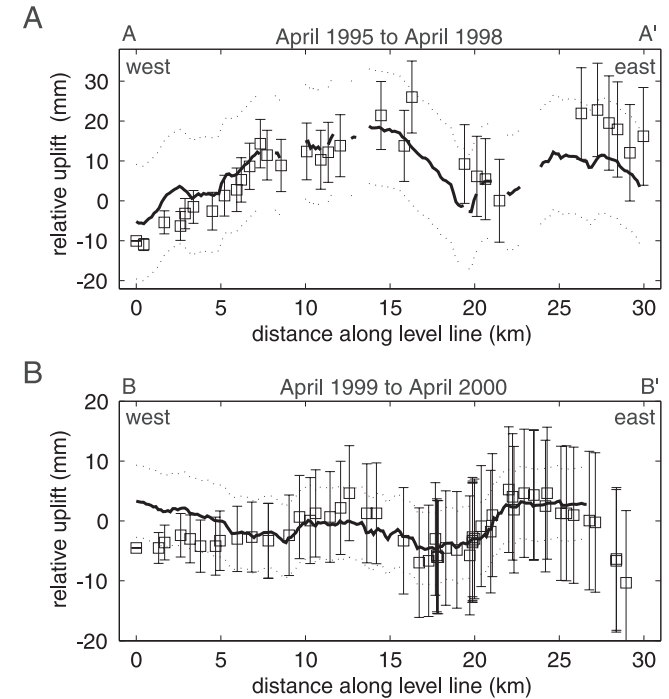 A
A April 1995 to April 1998 A'
west east
relative uplift (mm)
30
20
10
0
-10
-20
0 5 10 15 20 25 30
distance along level line (km)
B
B April 1999 to April 2000 B'
west east
relative uplift (mm)
20
10
0
-10
-20
0 5 10 15 20 25 30
distance along level line (km)